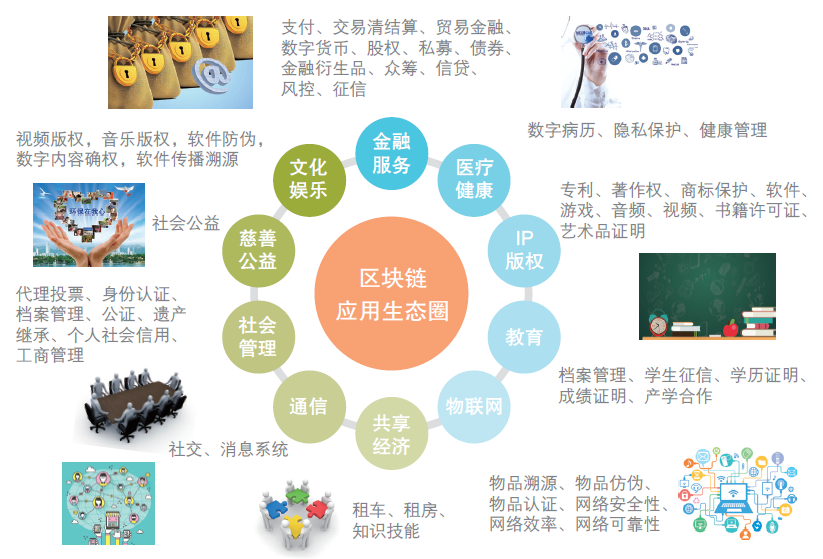 支付、交易清结算、贸易金融、
数字货币、股权、私募、债券、
金融衍生品、众筹、信贷、
风控、征信
视频版权，音乐版权，软件防伪，
数字内容确权，软件传播溯源
数字病历、隐私保护、健康管理
金融
服务
文化
娱乐
医疗
健康
环保在我心
社会公益
慈善
公益
IP
版权
专利、著作权、商标保护、软件、
游戏、音频、视频、书籍许可证、
艺术品证明
区块链
应用生态圈
代理投票、身份认证、
档案管理、公证、遗产
继承、个人社会信用、
工商管理
社会
管理
教育
档案管理、学生征信、学历证明、
成绩证明、产学合作
通信
物联网
共享
经济
社交、消息系统
租车、租房、
知识技能
物品溯源、物品仿伪、
物品认证、网络安全性、
网络效率、网络可靠性